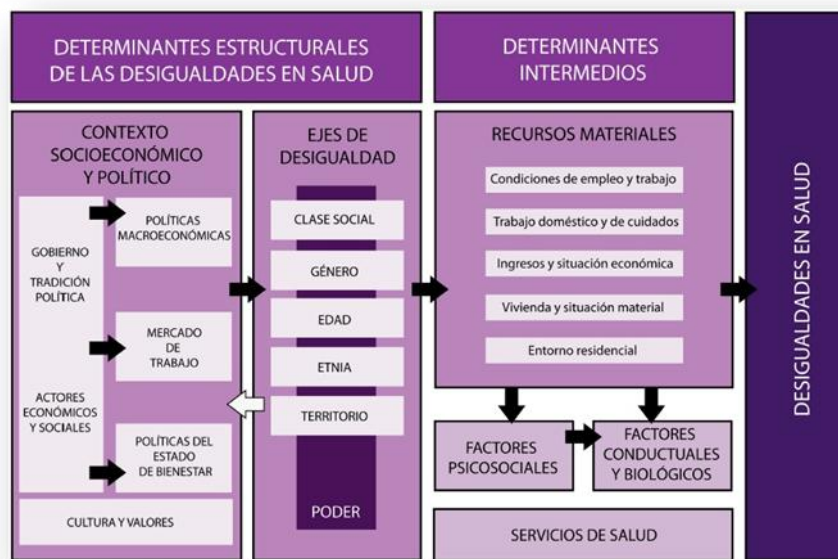 DETERMINANTES ESTRUCTURALES
DE LAS DESIGUALDADES EN SALUD
DETERMINANTES
INTERMEDIOS
CONTEXTO
SOCIOECONÓMICO
Y POLÍTICO
GOBIERNO
Y
TRADICIÓN
POLÍTICA
ACTORES
ECONÓMICOS
Y SOCIALES
POLÍTICAS
MACROECONÓMICAS
MERCADO
DE
TRABAJO
POLÍTICAS DEL
ESTADO
DE BIENESTAR
CULTURA Y VALORES
EJES DE
DESIGUALDAD
CLASE SOCIAL
GÉNERO
EDAD
ETNIA
TERRITORIO
PODER
RECURSOS MATERIALES
Condiciones de empleo y trabajo
Trabajo doméstico y de cuidados
Ingresos y situación económica
Vivienda y situación material
Entorno residencial
FACTORES
PSICOSOCIALES
FACTORES
CONDUCTUALES
Y BIOLÓGICOS
SERVICIOS DE SALUD
DESIGUALDADES EN SALUD